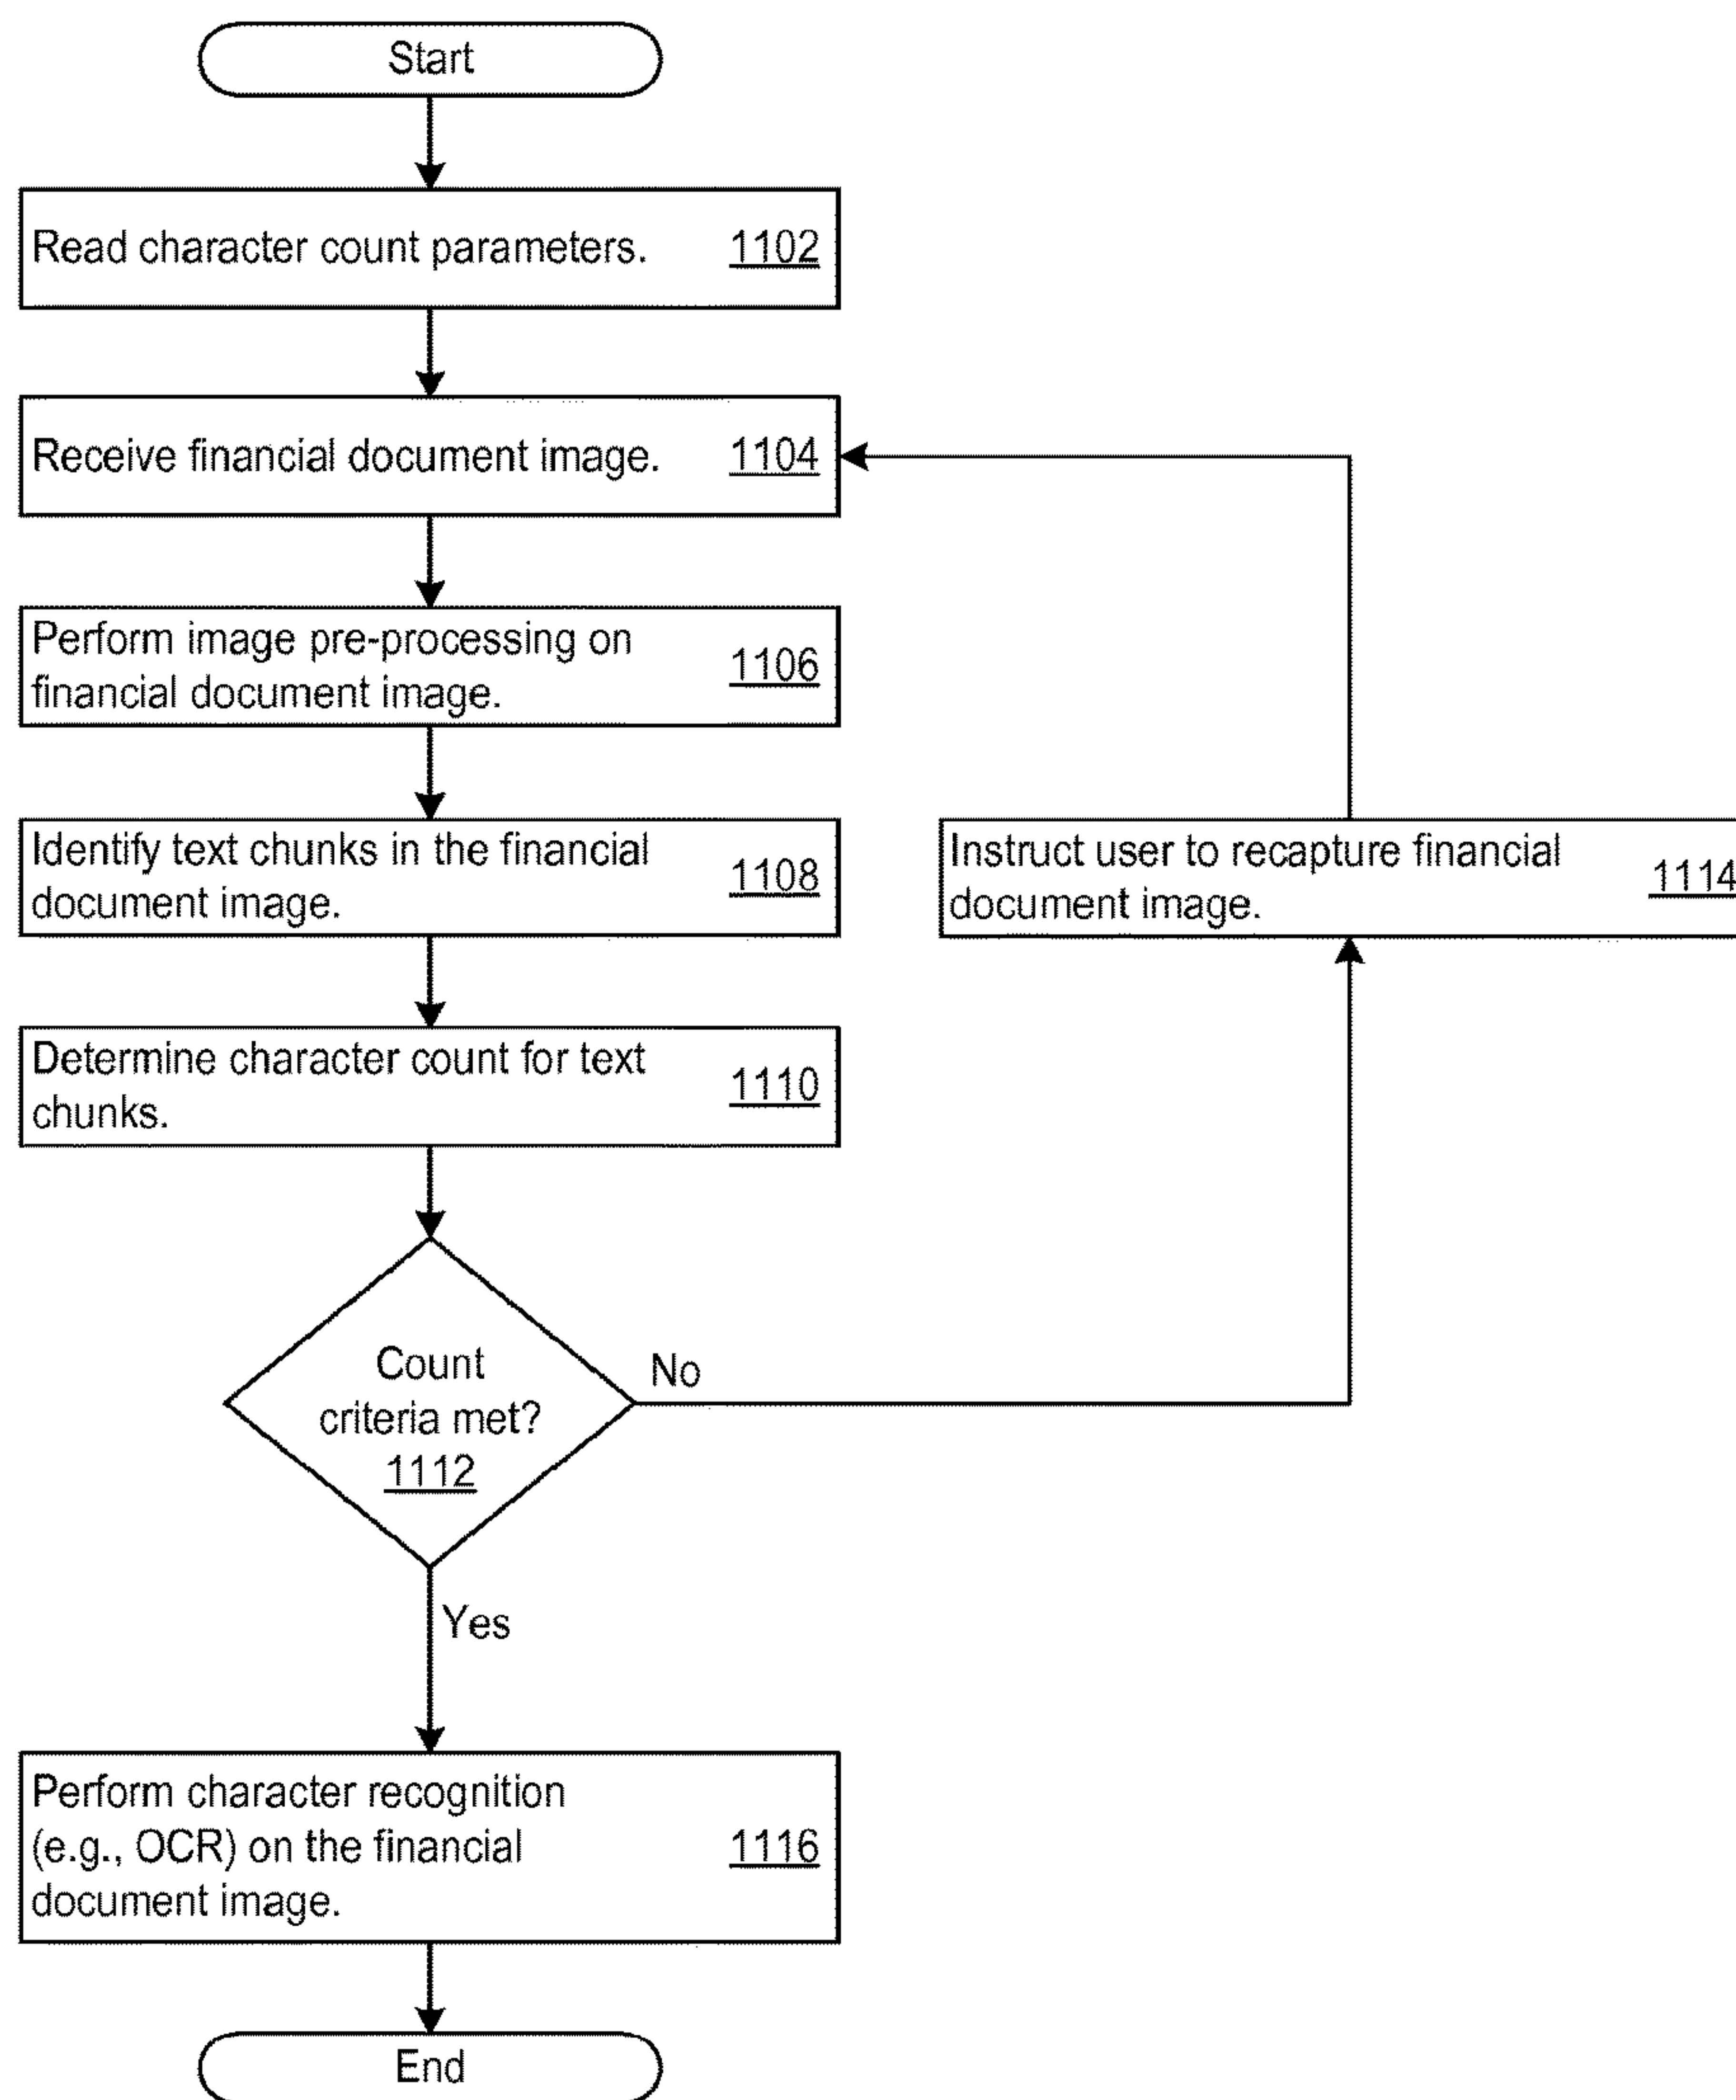 Start
Read character count parameters. 1102
Receive financial document image. 1104
Perform image pre-processing on
financial document image. 1106
Identify text chunks in the financial
document image. 1108
Instruct user to recapture financial
document image. 1114
Determine character count for text
chunks. 1110
Count
criteria met?
1112
No
Yes
Perform character recognition
(e.g., OCR) on the financial
document image. 1116
End